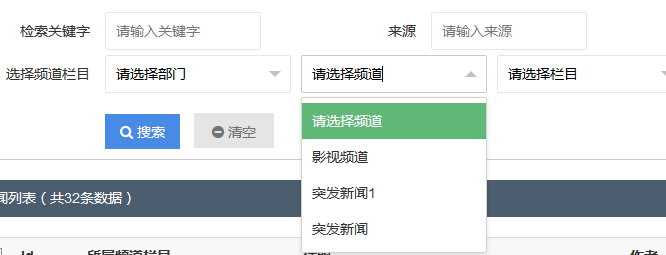 检索关键字 请输入关键字 来源 请输入来源
选择频道栏目 请选择部门 请选择频道 请选择栏目
请选择频道
影视频道
突发新闻1
突发新闻
搜索 清空
闻列表（共32条数据）